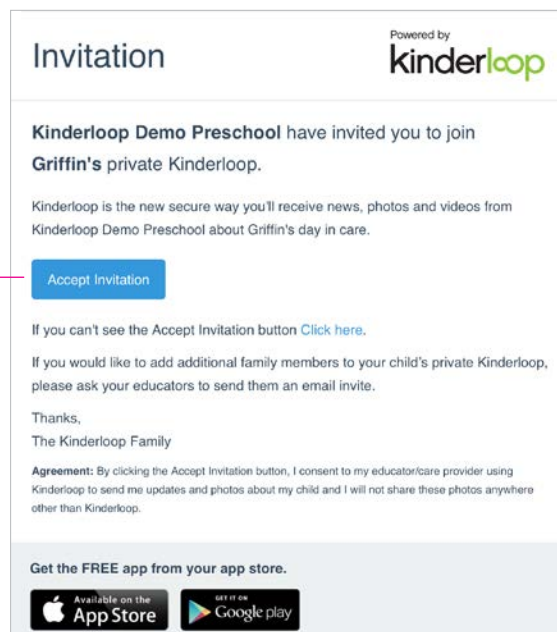 Invitation
Powered by
kinderloop
Kinderloop Demo Preschool have invited you to join
Griffin's private Kinderloop.
Kinderloop is the new secure way you'll receive news, photos and videos from
Kinderloop Demo Preschool about Griffin's day in care.
Accept Invitation
If you can't see the Accept Invitation button Click here.
If you would like to add additional family members to your child's private Kinderloop,
please ask your educators to send them an email invite.
Thanks,
The Kinderloop Family
Agreement: By clicking the Accept Invitation button, I consent to my educator/care provider using
Kinderloop to send me updates and photos about my child and I will not share these photos anywhere
other than Kinderloop.
Get the FREE app from your app store.
Available on the
App Store
GET IT ON
Google play